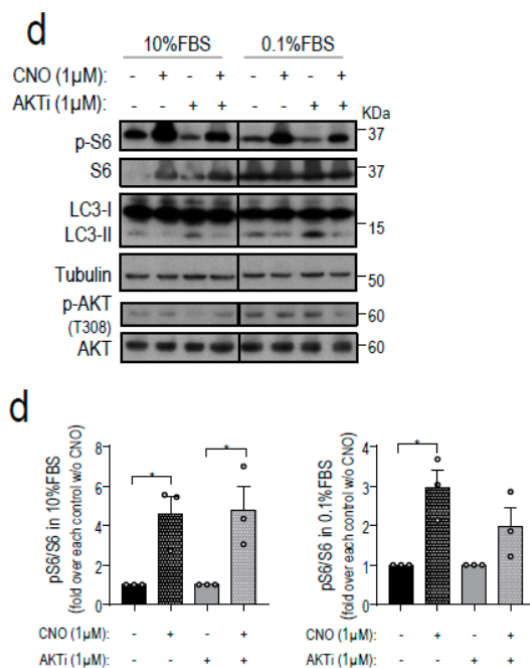 d
10%FBS 0.1%FBS
CNO (1µM): - + - + - + - +
AKTi (1µM): - - + + - - + +
KDa
p-S6 37
S6 37
LC3-I
15
LC3-II
Tubulin 50
p-AKT 60
(T308)
AKT 60
d
pS6/S6 in 10%FBS
(fold over each control w/o CNO)
8
6
4
2
0
* *
CNO (1µM): - + - +
AKTi (1µM): - - + +
pS6/S6 in 0.1%FBS
(fold over each control w/o CNO)
4
3
2
1
0
*
CNO (1µM): - + - +
AKTi (1µM): - - + +